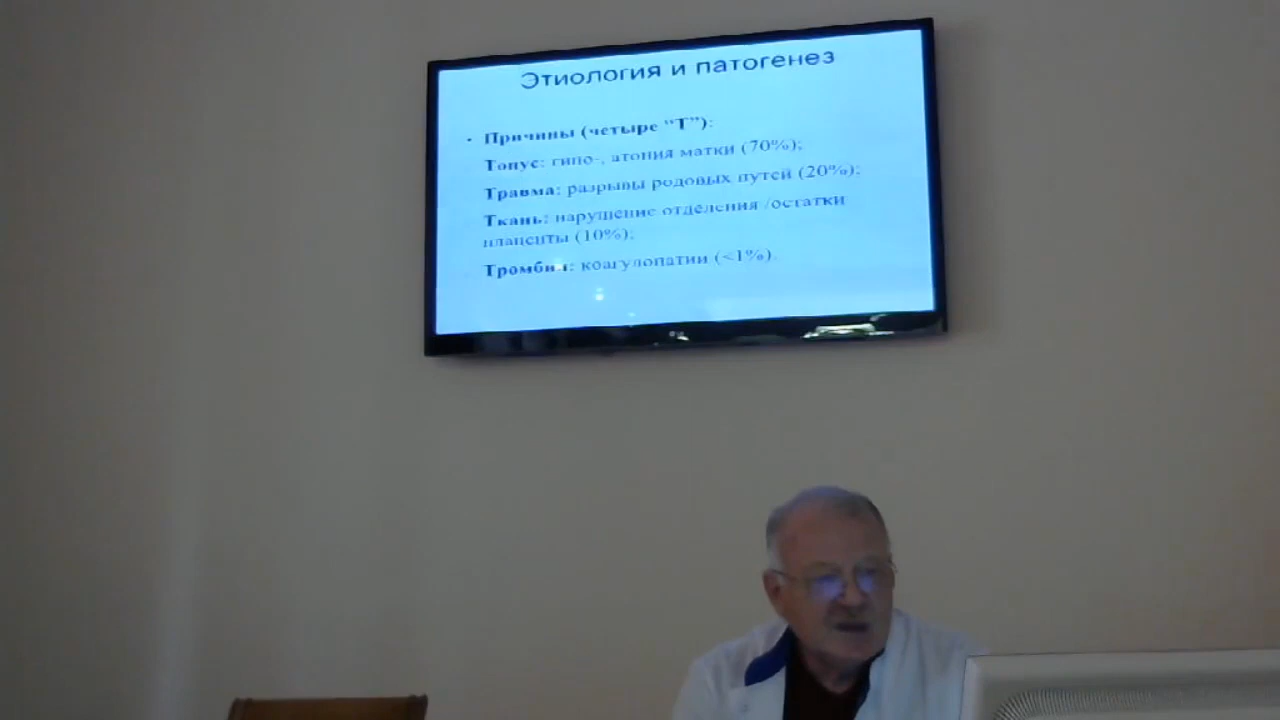 Этиология и патогенез
• Причины (четыре “Т”):
Тонус: гипо-, атония матки (70%);
Травма: разрывы родовых путей (20%);
Ткань: нарушение отделения /остатки
плаценты (10%);
Тромбин: коагулопатии (<1%).